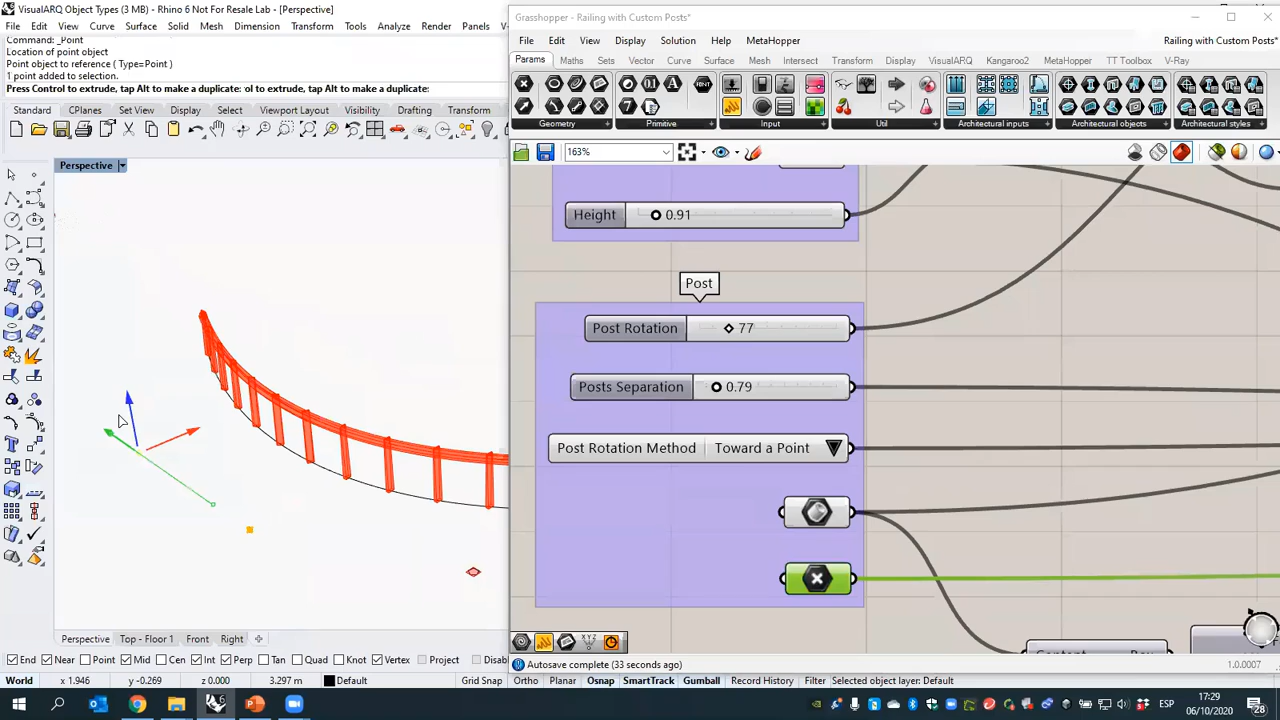 VisualARQ Object Types (3 MB) - Rhino 6 Not For Resale Lab - [Perspective]
File Edit View Curve Surface Solid Mesh Dimension Transform Tools Analyze Render Panels V-
Command: _Point
Location of point object
Point object to reference ( Type=Point )
1 point added to selection.
Press Control to extrude, tap Alt to make a duplicate: ol to extrude, tap Alt to make a duplicate:
Standard CPlanes Set View Display Select Viewport Layout Visibility Drafting Transform
Perspective
Perspective Top - Floor 1 Front Right
End Near Point Mid Cen Int Perp Tan Quad Knot Vertex Project Disab
World x 1.946 y -0.269 z 0.000 3.297 m Default Grid Snap Ortho Planar Osnap SmartTrack Gumball Record History Filter Selected object layer: Default
Grasshopper - Railing with Custom Posts*
File Edit View Display Solution Help MetaHopper Railing with Custom Posts*
Params Maths Sets Vector Curve Surface Mesh Intersect Transform Display VisualARQ Kangaroo2 MetaHopper TT Toolbox V-Ray
Geometry Primitive Input Util Architectural inputs Architectural objects Architectural styles
163%
Height 0.91
Post
Post Rotation 77
Posts Separation 0.79
Post Rotation Method Toward a Point
Autosave complete (33 seconds ago) 1.0.0007
ESP 17:29
06/10/2020
28